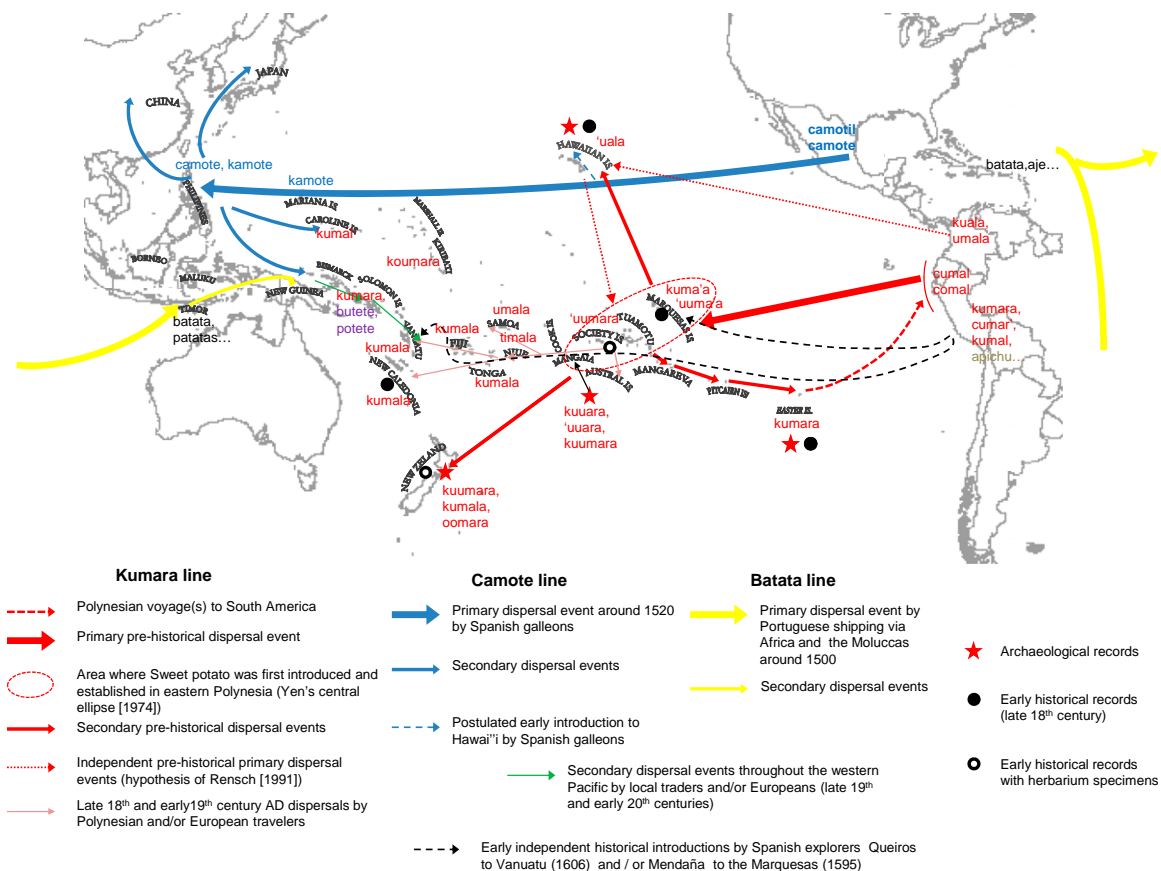 JAPAN
CHINA
'uala
HAWAIIAN IS
camotil
camote
camote, kamote
kamote
batata,aje…
PHILIPPINES
MARIANA IS
CAROLINE IS
kumal
MARSHALL IS
KIRIBATI
koumara
kuala,
umala
BORNEO
MALUKU
BISMARCK
SOLOMON IS
NEW GUINEA
TIMOR
batata,
patatas…
kumara,
butete,
potete
cumal
comal
kumara,
cumar,
kumal,
apichu…
kuma'a
'uuma'a
MARQUESAS IS
'uumara
TUAMOTU
SOCIETY IS
COOK IS
umala
SAMOA
timala
kumala
FIJI
NIUE
VANUATU
kumala
TONGA
kumala
NEW CALEDONIA
kumala
MANGAIA
AUSTRAL IS
MANGAREVA
PITCAIRN IS
EASTER IS.
kumara
kuuara,
'uuara,
kuumara
NEW ZELAND
kuumara,
kumala,
oomara
Kumara line
Polynesian voyage(s) to South America
Primary pre-historical dispersal event
Area where Sweet potato was first introduced and
established in eastern Polynesia (Yen's central
ellipse [1974])
Secondary pre-historical dispersal events
Independent pre-historical primary dispersal
events (hypothesis of Rensch [1991])
Late 18th and early19th century AD dispersals by
Polynesian and/or European travelers
Camote line
Primary dispersal event around 1520
by Spanish galleons
Secondary dispersal events
Postulated early introduction to
Hawai''i by Spanish galleons
Secondary dispersal events throughout the western
Pacific by local traders and/or Europeans (late 19th
and early 20th centuries)
Early independent historical introductions by Spanish explorers Queiros
to Vanuatu (1606) and / or Mendaña to the Marquesas (1595)
Batata line
Primary dispersal event by
Portuguese shipping via
Africa and the Moluccas
around 1500
Secondary dispersal events
Archaeological records
Early historical records
(late 18th century)
Early historical records
with herbarium specimens